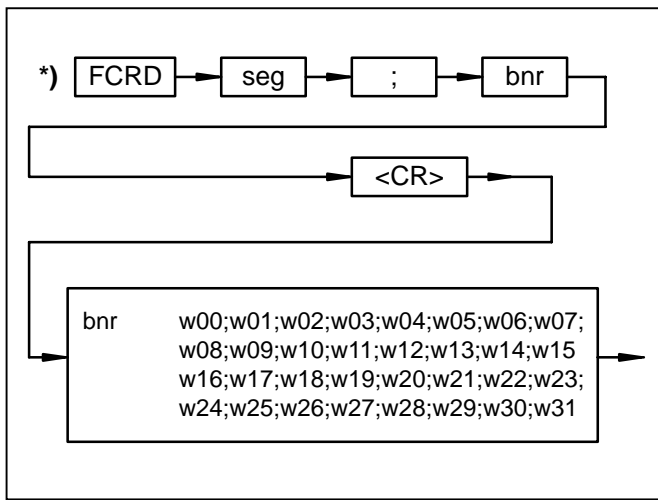 *) FCRD seg ; bnr
<CR>
bnr w00;w01;w02;w03;w04;w05;w06;w07;
w08;w09;w10;w11;w12;w13;w14;w15
w16;w17;w18;w19;w20;w21;w22;w23;
w24;w25;w26;w27;w28;w29;w30;w31